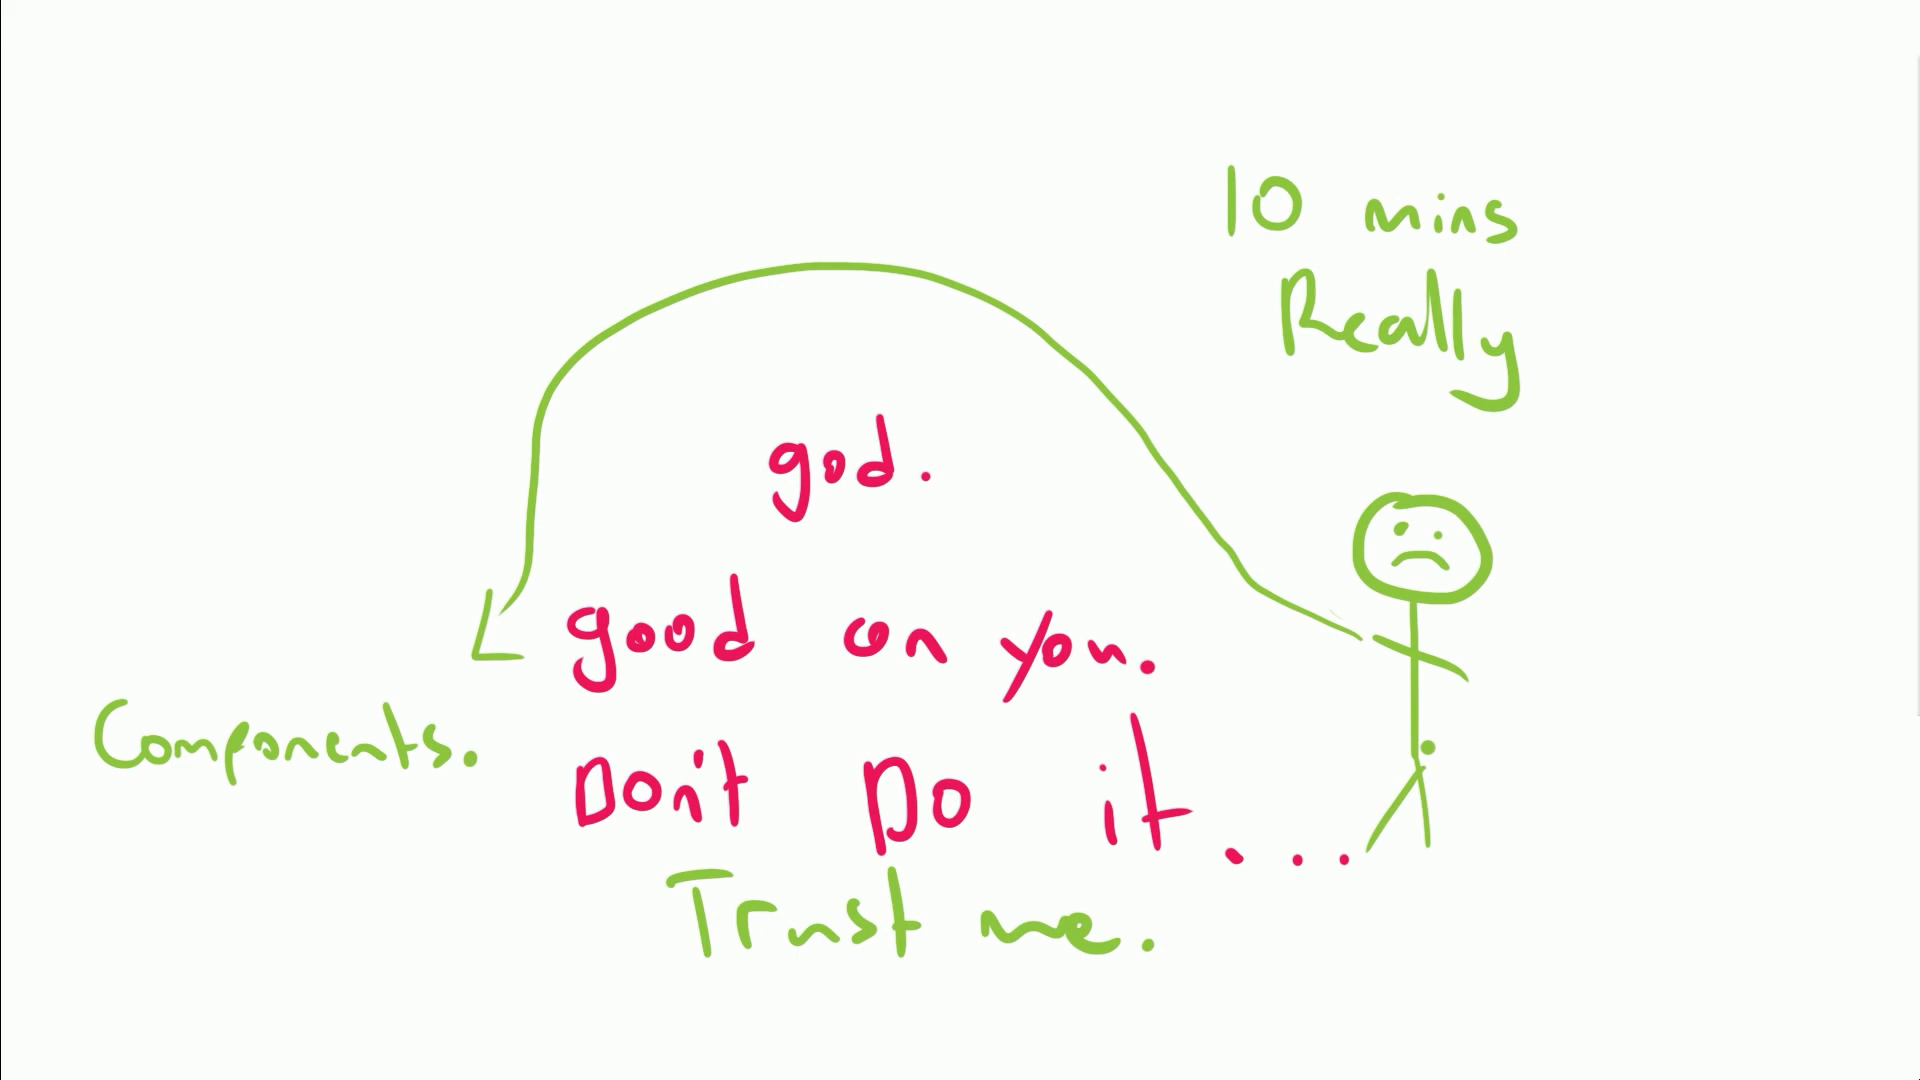 10 mins
Really
god.
good on you.
Components.
Don't Do it...
Trust me.